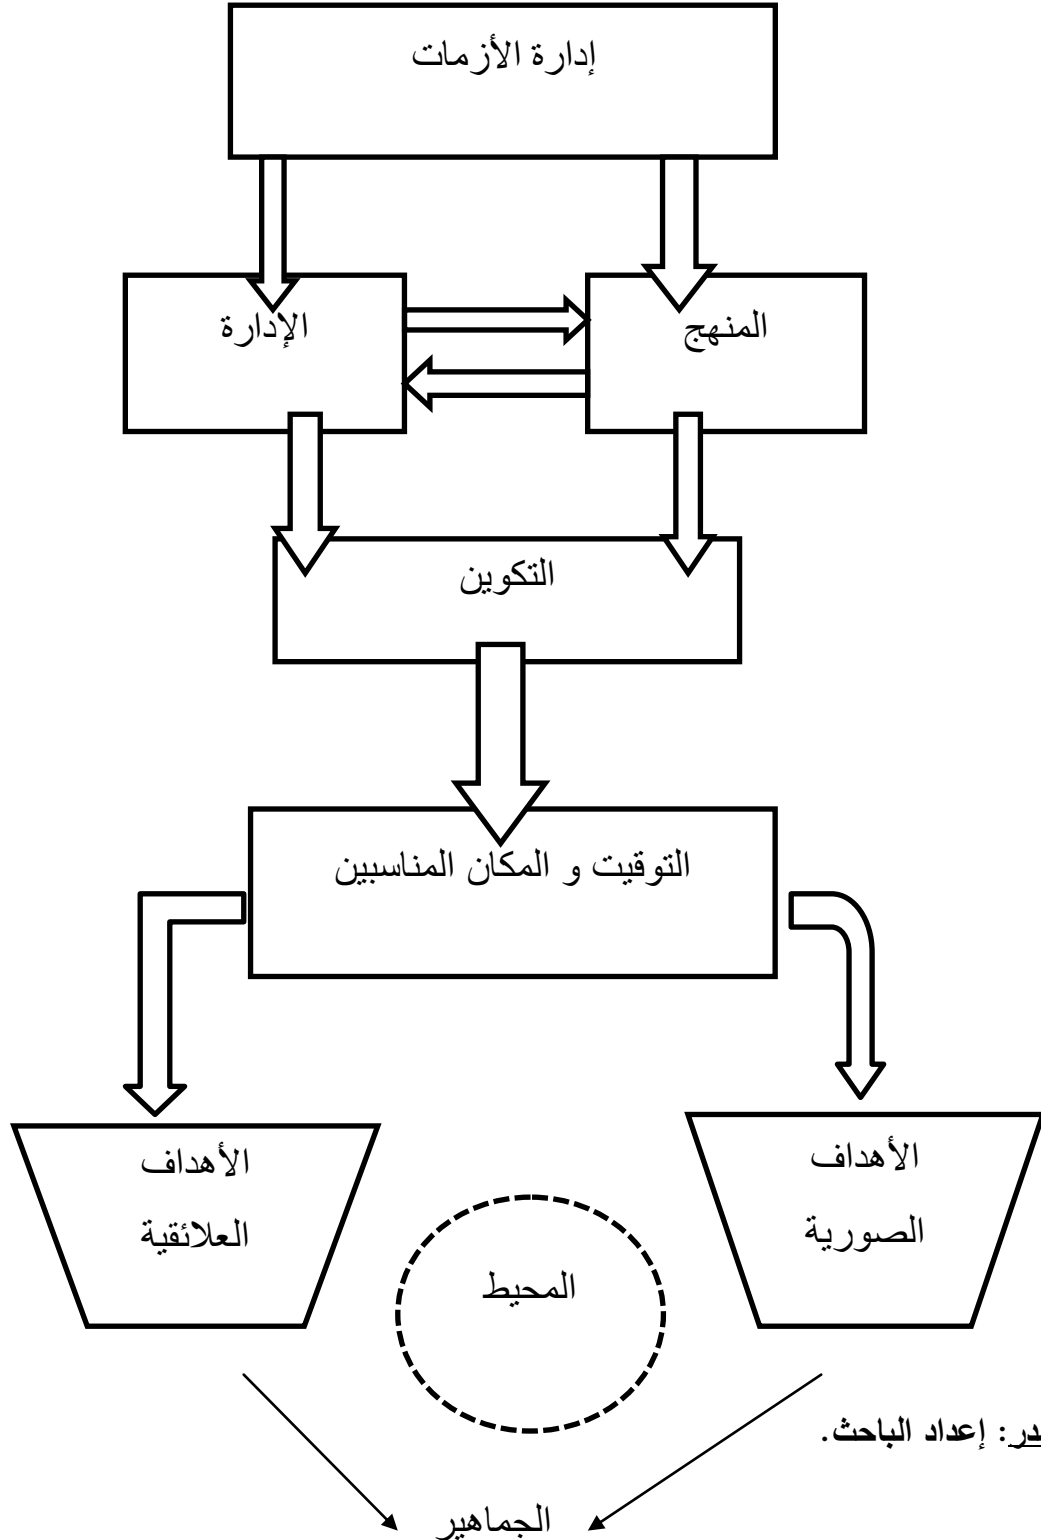 إدارة الأزمات
المنهج
الإدارة
التكوين
التوقيت و المكان المناسبين
الأهداف
الصورية
الأهداف
العلائقية
المحيط
إعداد الباحث.
الجماهير